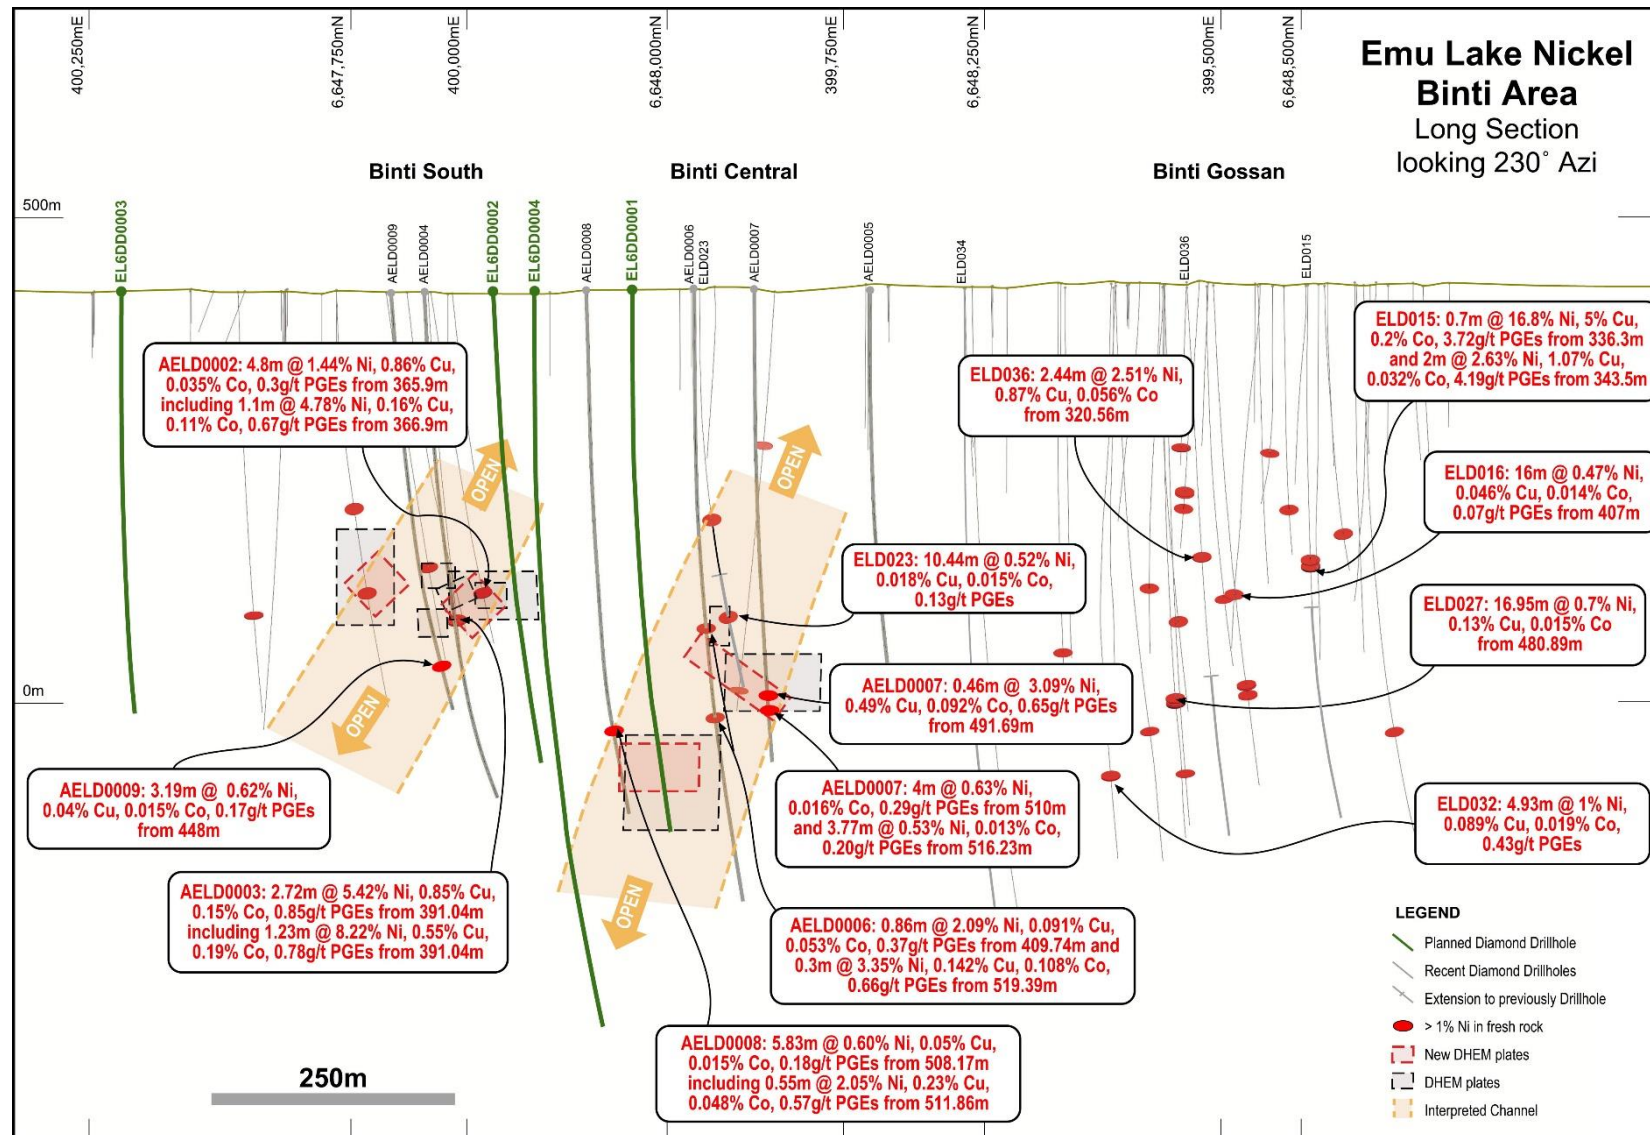 400,250mE
6,647,750mN
400,000mE
6,648,000mN
399,750mE
6,648,250mN
399,500mE
6,648,500mN
Emu Lake Nickel
Binti Area
Long Section
looking 230° Azi
Binti South
Binti Central
Binti Gossan
500m
EL6DD0003
AELD0009
AELD0004
EL6DD0002
EL6DD0004
AELD0008
EL6DD0001
AELD0006
ELD023
AELD0007
AELD0005
ELD034
ELD036
ELD015
AELD0002: 4.8m @ 1.44% Ni, 0.86% Cu,
0.035% Co, 0.3g/t PGEs from 365.9m
including 1.1m @ 4.78% Ni, 0.16% Cu,
0.11% Co, 0.67g/t PGEs from 366.9m
ELD036: 2.44m @ 2.51% Ni,
0.87% Cu, 0.056% Co
from 320.56m
ELD015: 0.7m @ 16.8% Ni, 5% Cu,
0.2% Co, 3.72g/t PGEs from 336.3m
and 2m @ 2.63% Ni, 1.07% Cu,
0.032% Co, 4.19g/t PGEs from 343.5m
OPEN
OPEN
ELD016: 16m @ 0.47% Ni,
0.046% Cu, 0.014% Co,
0.07g/t PGEs from 407m
ELD023: 10.44m @ 0.52% Ni,
0.018% Cu, 0.015% Co,
0.13g/t PGEs
ELD027: 16.95m @ 0.7% Ni,
0.13% Cu, 0.015% Co
from 480.89m
0m
AELD0007: 0.46m @ 3.09% Ni,
0.49% Cu, 0.092% Co, 0.65g/t PGEs
from 491.69m
OPEN
AELD0009: 3.19m @ 0.62% Ni,
0.04% Cu, 0.015% Co, 0.17g/t PGEs
from 448m
AELD0007: 4m @ 0.63% Ni,
0.016% Co, 0.29g/t PGEs from 510m
and 3.77m @ 0.53% Ni, 0.013% Co,
0.20g/t PGEs from 516.23m
ELD032: 4.93m @ 1% Ni,
0.089% Cu, 0.019% Co,
0.43g/t PGEs
AELD0003: 2.72m @ 5.42% Ni, 0.85% Cu,
0.15% Co, 0.85g/t PGEs from 391.04m
including 1.23m @ 8.22% Ni, 0.55% Cu,
0.19% Co, 0.78g/t PGEs from 391.04m
OPEN
AELD0006: 0.86m @ 2.09% Ni, 0.091% Cu,
0.053% Co, 0.37g/t PGEs from 409.74m and
0.3m @ 3.35% Ni, 0.142% Cu, 0.108% Co,
0.66g/t PGEs from 519.39m
AELD0008: 5.83m @ 0.60% Ni, 0.05% Cu,
0.015% Co, 0.18g/t PGEs from 508.17m
including 0.55m @ 2.05% Ni, 0.23% Cu,
0.048% Co, 0.57g/t PGEs from 511.86m
250m
LEGEND
Planned Diamond Drillhole
Recent Diamond Drillholes
Extension to previously Drillhole
> 1% Ni in fresh rock
New DHEM plates
DHEM plates
Interpreted Channel